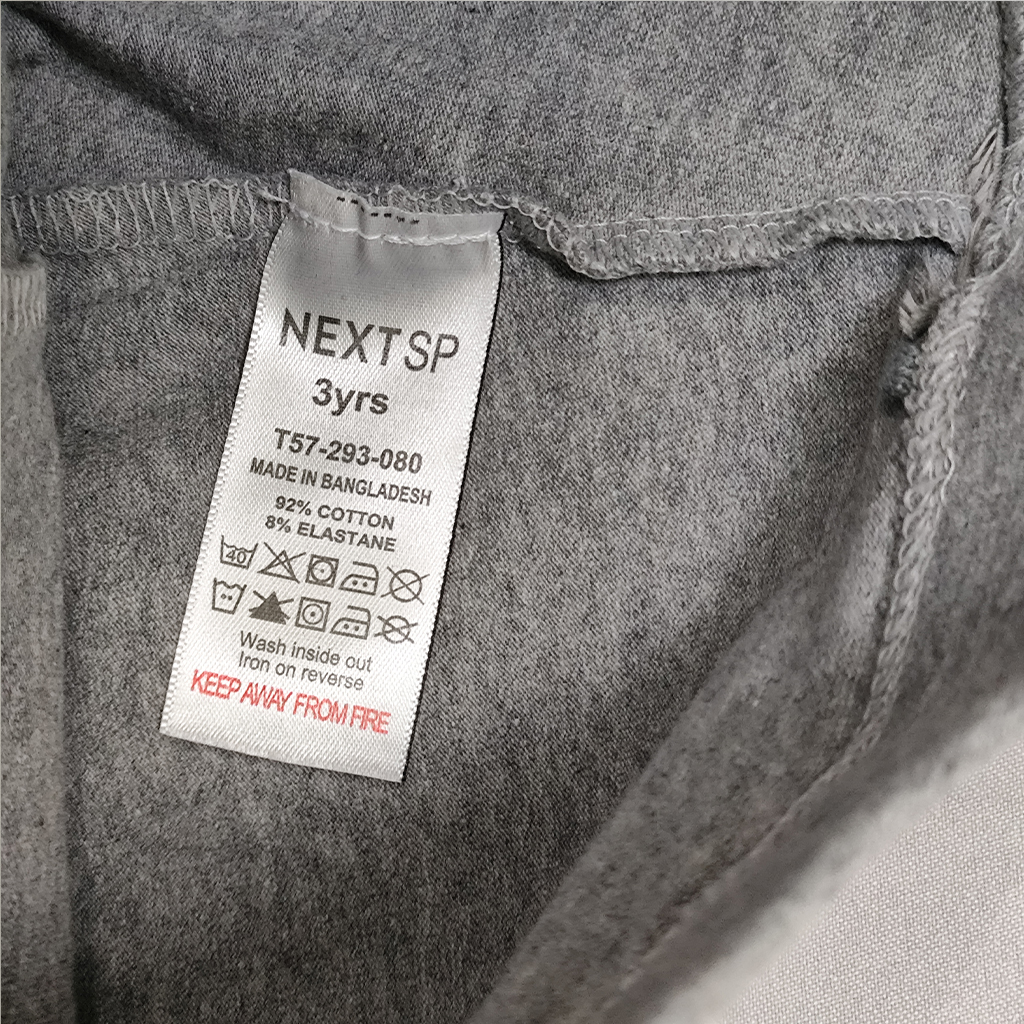 NEXT SP
3yrs
T57-293-080
MADE IN BANGLADESH
92% COTTON
8% ELASTANE
40
Wash inside out
Iron on reverse
KEEP AWAY FROM FIRE